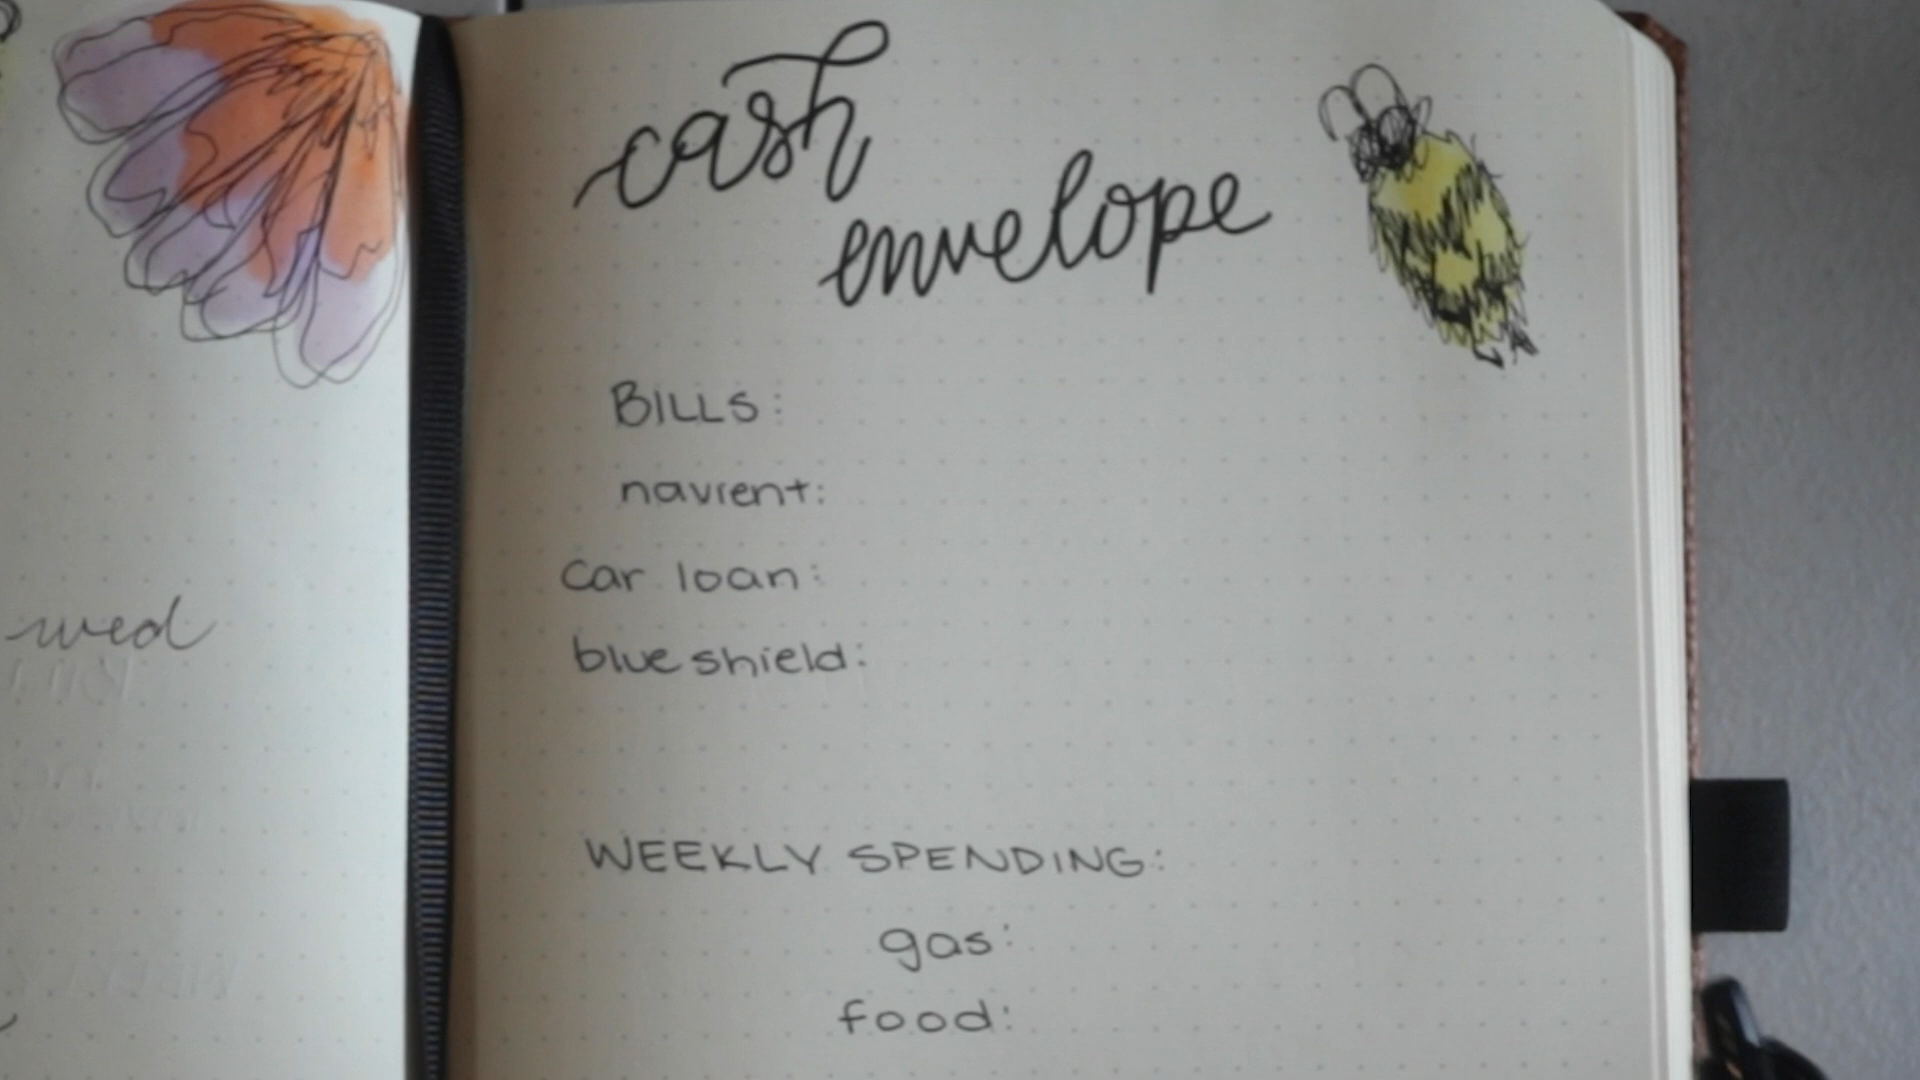 wed
cash
envelope
BILLS:
navient:
car loan:
blue shield:
WEEKLY SPENDING:
gas:
food: